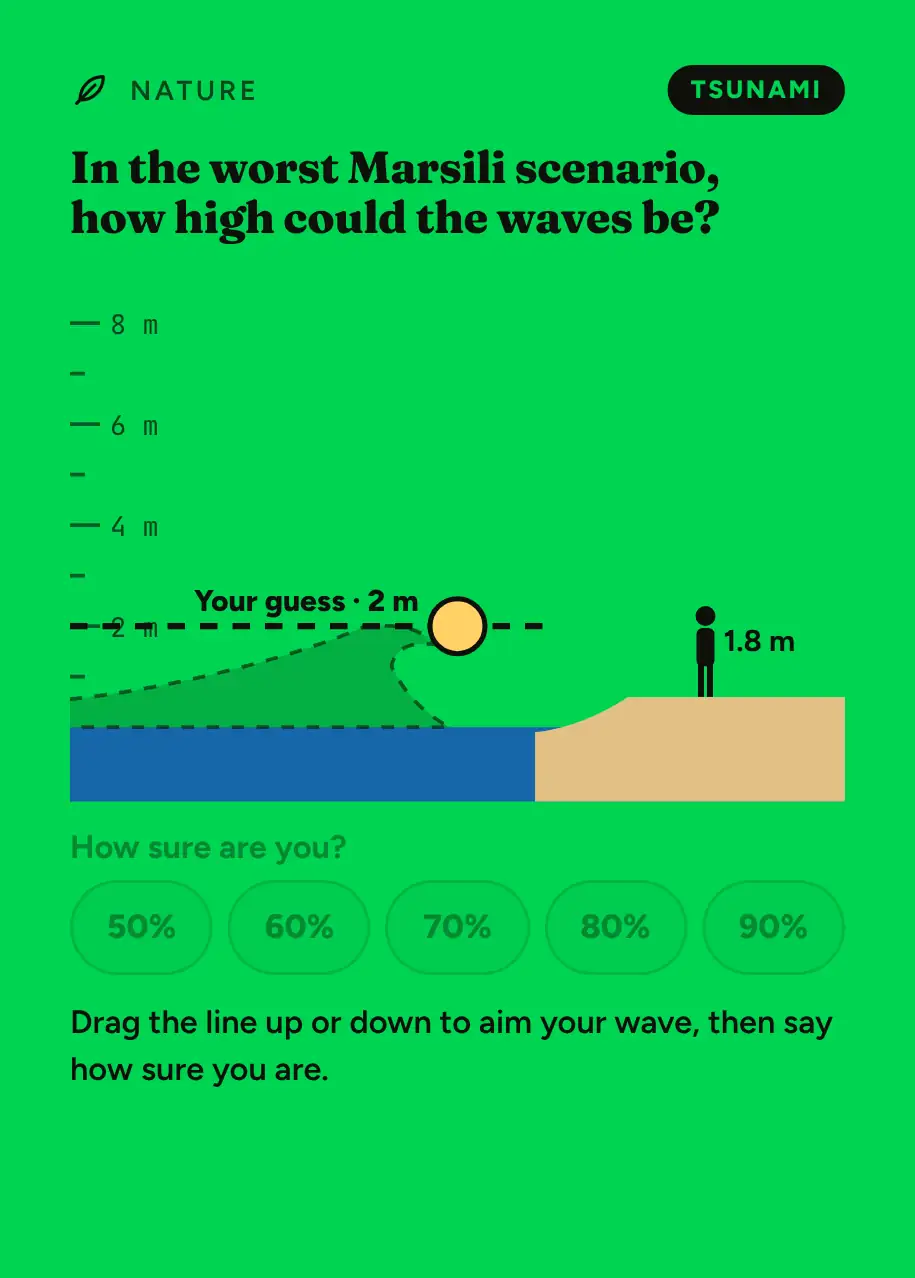 NATURE
TSUNAMI
In the worst Marsili scenario,
how high could the waves be?
8 m
6 m
4 m
Your guess · 2 m
2 m
1.8 m
How sure are you?
50%
60%
70%
80%
90%
Drag the line up or down to aim your wave, then say
how sure you are.